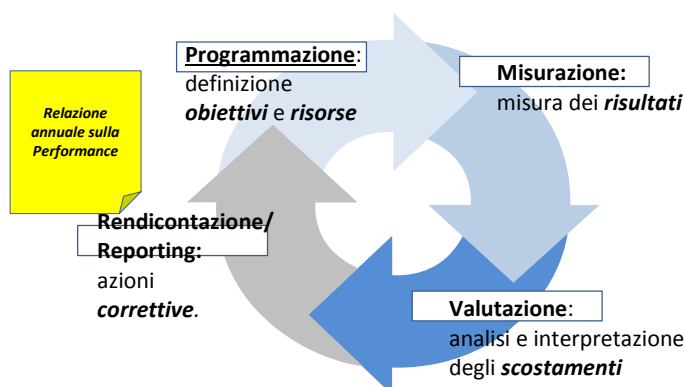 Programmazione:
definizione
obiettivi e risorse
Misurazione:
misura dei risultati
Valutazione:
analisi e interpretazione
degli scostamenti
Rendicontazione/
Reporting:
azioni
correttive.
Relazione
annuale sulla
Performance